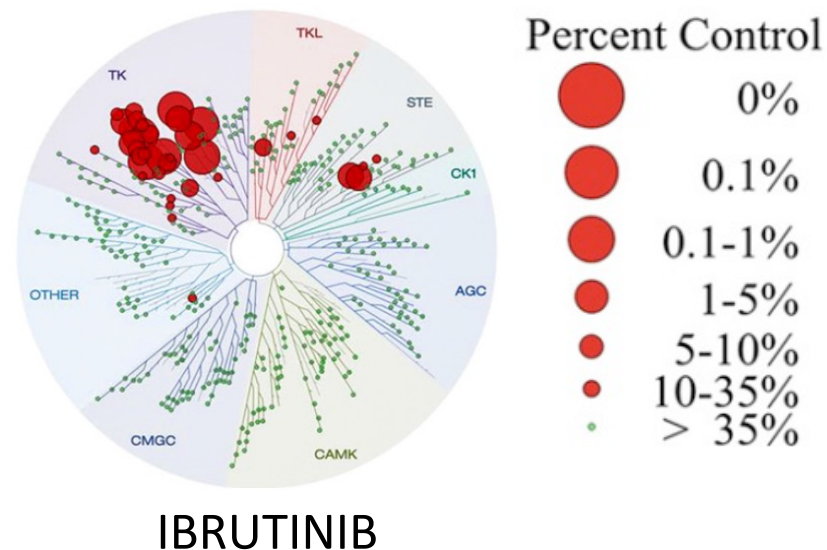 TKL
TK
STE
CK1
OTHER
AGC
CMGC
CAMK
IBRUTINIB
Percent Control
0%
0.1%
0.1-1%
1-5%
5-10%
10-35%
> 35%